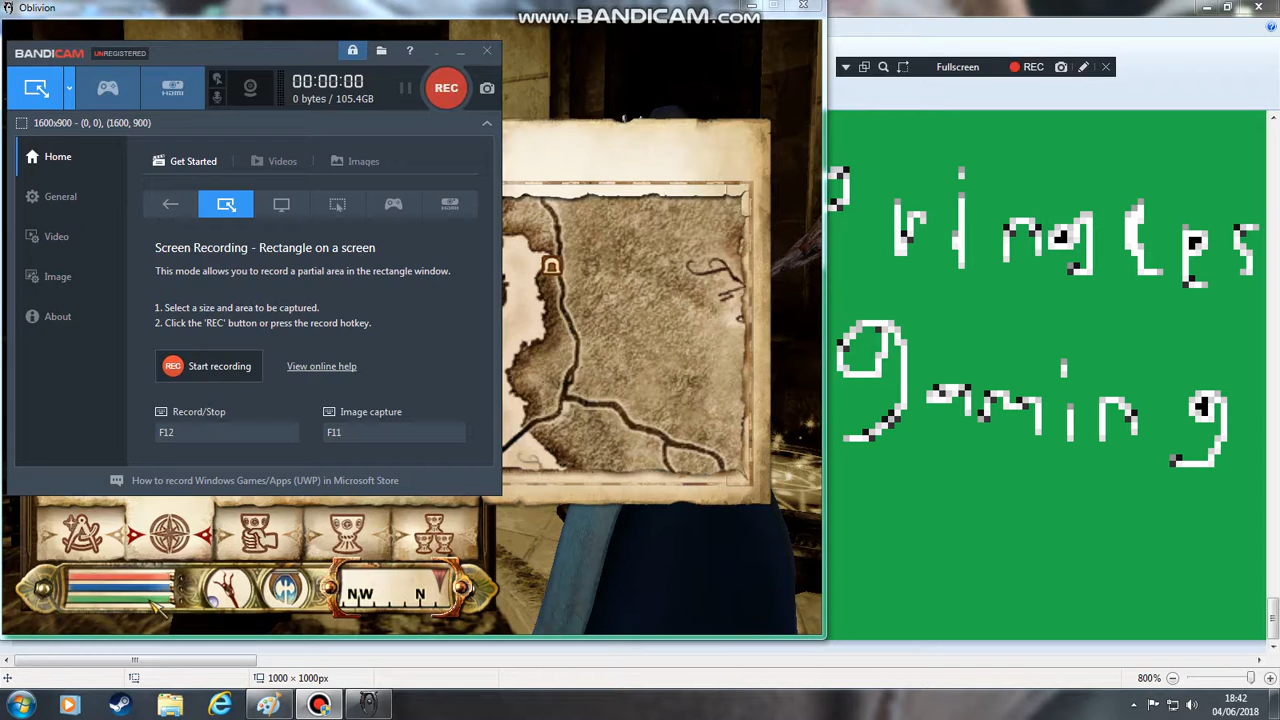 Oblivion
www.BANDICAM.com
BANDICAM UNREGISTERED
00:00:00
0 bytes / 105.4GB
REC
HDMI
1600x900 - (0, 0), (1600, 900)
Home
General
Video
Image
About
Get Started
Videos
Images
Screen Recording - Rectangle on a screen
This mode allows you to record a partial area in the rectangle window.
1. Select a size and area to be captured.
2. Click the 'REC' button or press the record hotkey.
REC Start recording
View online help
Record/Stop
Image capture
F12
F11
How to record Windows Games/Apps (UWP) in Microsoft Store
NW N
Fullscreen
REC
Pringles
gaming
1000 × 1000px
800%
18:42
04/06/2018